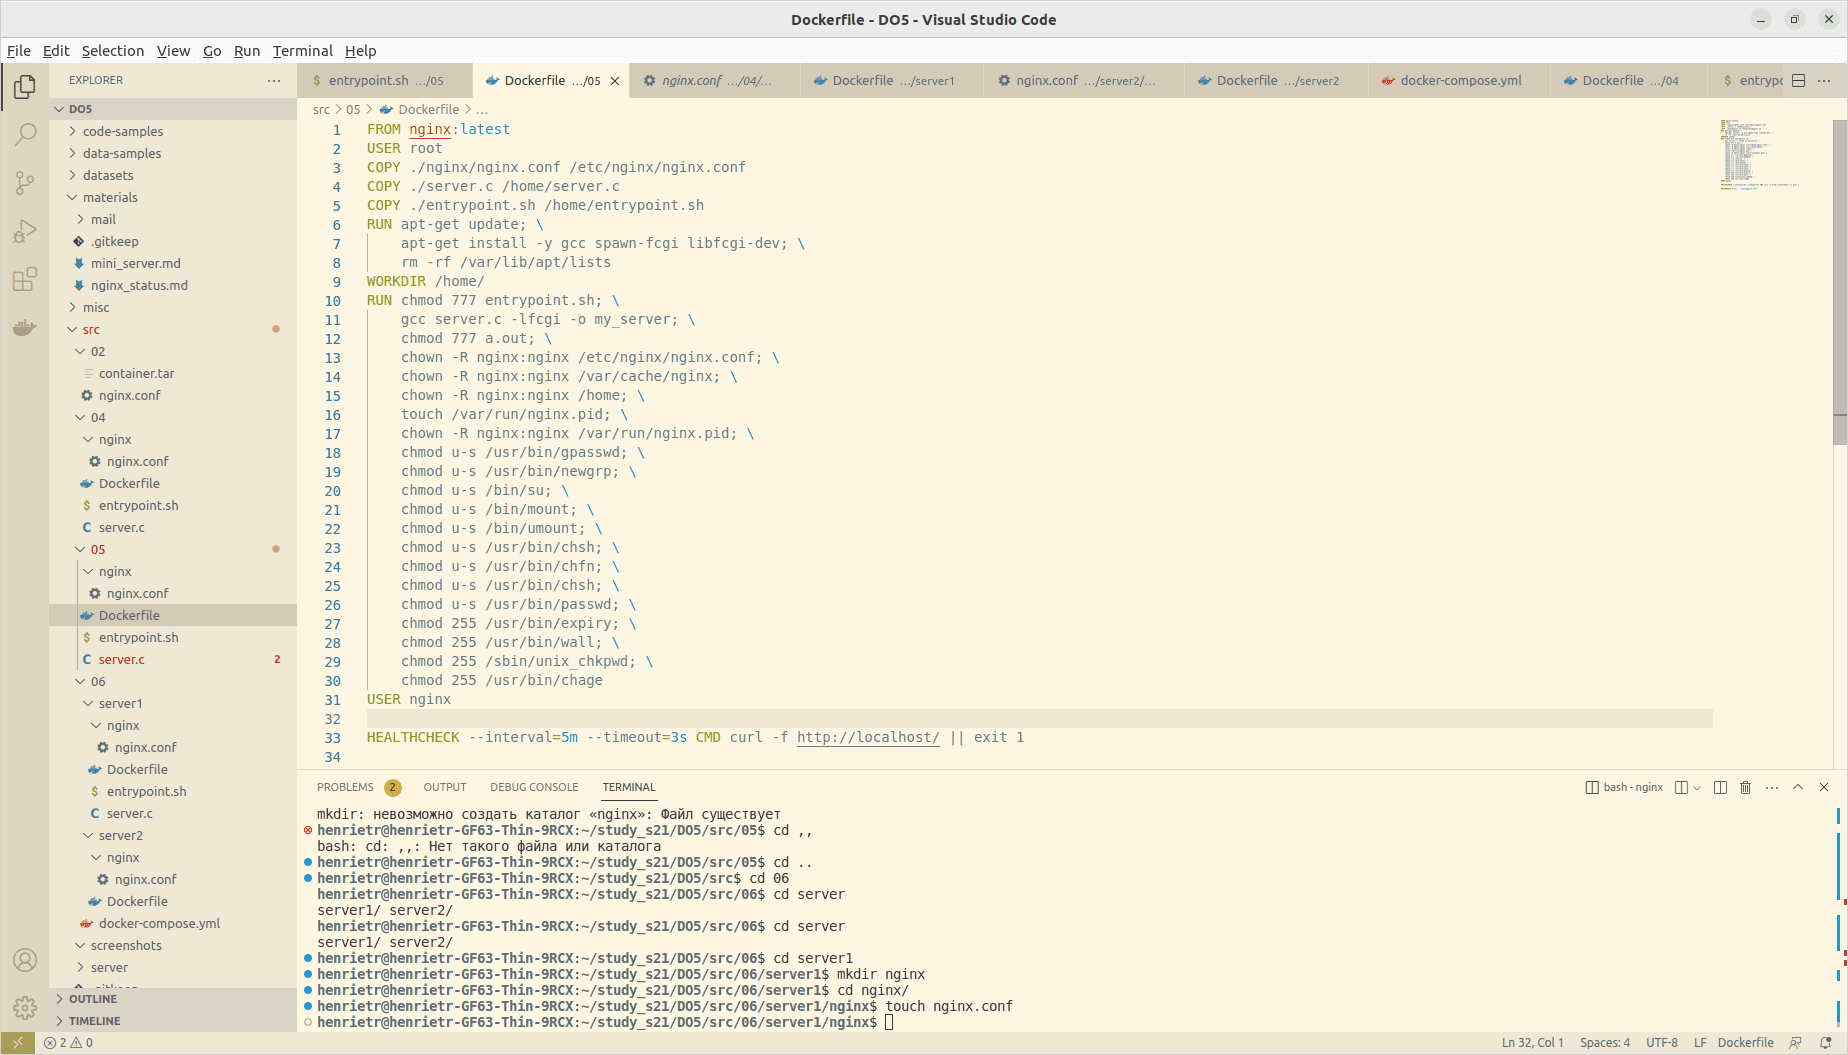 Dockerfile - DO5 - Visual Studio Code
File Edit Selection View Go Run Terminal Help
EXPLORER
entrypoint.sh .../05
Dockerfile .../05
nginx.conf .../04/...
Dockerfile .../server1
nginx.conf .../server2/...
Dockerfile .../server2
docker-compose.yml
Dockerfile .../04
DO5
code-samples
data-samples
datasets
materials
mail
.gitkeep
mini_server.md
nginx_status.md
misc
src
02
container.tar
nginx.conf
04
nginx
nginx.conf
Dockerfile
entrypoint.sh
server.c
05
nginx
nginx.conf
Dockerfile
entrypoint.sh
server.c 2
06
server1
nginx
nginx.conf
Dockerfile
entrypoint.sh
server.c
server2
nginx
nginx.conf
Dockerfile
docker-compose.yml
screenshots
server
OUTLINE
TIMELINE
src > 05 > Dockerfile > ...
1 FROM nginx:latest
2 USER root
3 COPY ./nginx/nginx.conf /etc/nginx/nginx.conf
4 COPY ./server.c /home/server.c
5 COPY ./entrypoint.sh /home/entrypoint.sh
6 RUN apt-get update; \
7 apt-get install -y gcc spawn-fcgi libfcgi-dev; \
8 rm -rf /var/lib/apt/lists
9 WORKDIR /home/
10 RUN chmod 777 entrypoint.sh; \
11 gcc server.c -lfcgi -o my_server; \
12 chmod 777 a.out; \
13 chown -R nginx:nginx /etc/nginx/nginx.conf; \
14 chown -R nginx:nginx /var/cache/nginx; \
15 chown -R nginx:nginx /home; \
16 touch /var/run/nginx.pid; \
17 chown -R nginx:nginx /var/run/nginx.pid; \
18 chmod u-s /usr/bin/gpasswd; \
19 chmod u-s /usr/bin/newgrp; \
20 chmod u-s /bin/su; \
21 chmod u-s /bin/mount; \
22 chmod u-s /bin/umount; \
23 chmod u-s /usr/bin/chsh; \
24 chmod u-s /usr/bin/chfn; \
25 chmod u-s /usr/bin/chsh; \
26 chmod u-s /usr/bin/passwd; \
27 chmod 255 /usr/bin/expiry; \
28 chmod 255 /usr/bin/wall; \
29 chmod 255 /sbin/unix_chkpwd; \
30 chmod 255 /usr/bin/chage
31 USER nginx
32
33 HEALTHCHECK --interval=5m --timeout=3s CMD curl -f http://localhost/ || exit 1
34
PROBLEMS 2 OUTPUT DEBUG CONSOLE TERMINAL
bash - nginx
mkdir: невозможно создать каталог «nginx»: Файл существует
henrietr@henrietr-GF63-Thin-9RCX:~/study_s21/DO5/src/05$ cd ,,
bash: cd: ,,: Нет такого файла или каталога
henrietr@henrietr-GF63-Thin-9RCX:~/study_s21/DO5/src/05$ cd ..
henrietr@henrietr-GF63-Thin-9RCX:~/study_s21/DO5/src$ cd 06
henrietr@henrietr-GF63-Thin-9RCX:~/study_s21/DO5/src/06$ cd server
server1/ server2/
henrietr@henrietr-GF63-Thin-9RCX:~/study_s21/DO5/src/06$ cd server
server1/ server2/
henrietr@henrietr-GF63-Thin-9RCX:~/study_s21/DO5/src/06$ cd server1
henrietr@henrietr-GF63-Thin-9RCX:~/study_s21/DO5/src/06/server1$ mkdir nginx
henrietr@henrietr-GF63-Thin-9RCX:~/study_s21/DO5/src/06/server1$ cd nginx/
henrietr@henrietr-GF63-Thin-9RCX:~/study_s21/DO5/src/06/server1/nginx$ touch nginx.conf
henrietr@henrietr-GF63-Thin-9RCX:~/study_s21/DO5/src/06/server1/nginx$
2 0
Ln 32, Col 1 Spaces: 4 UTF-8 LF Dockerfile